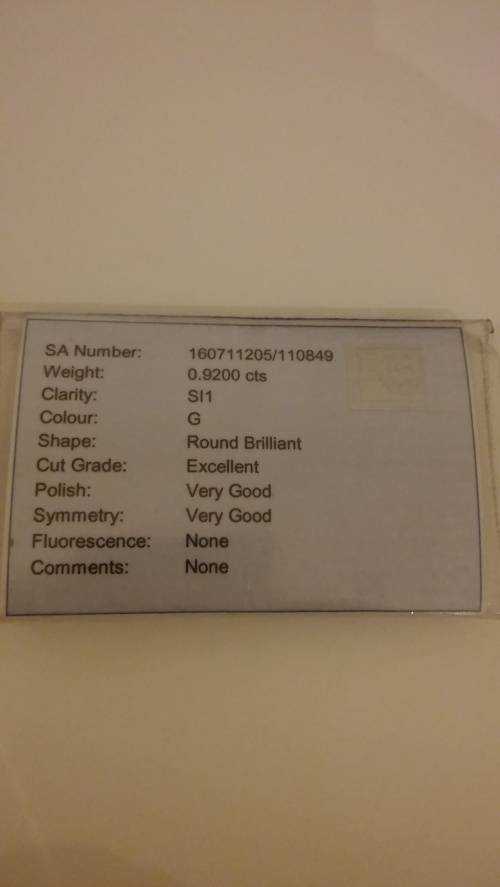 SA Number: 160711205/110849
Weight: 0.9200 cts
Clarity: SI1
Colour: G
Shape: Round Brilliant
Cut Grade: Excellent
Polish: Very Good
Symmetry: Very Good
Fluorescence: None
Comments: None